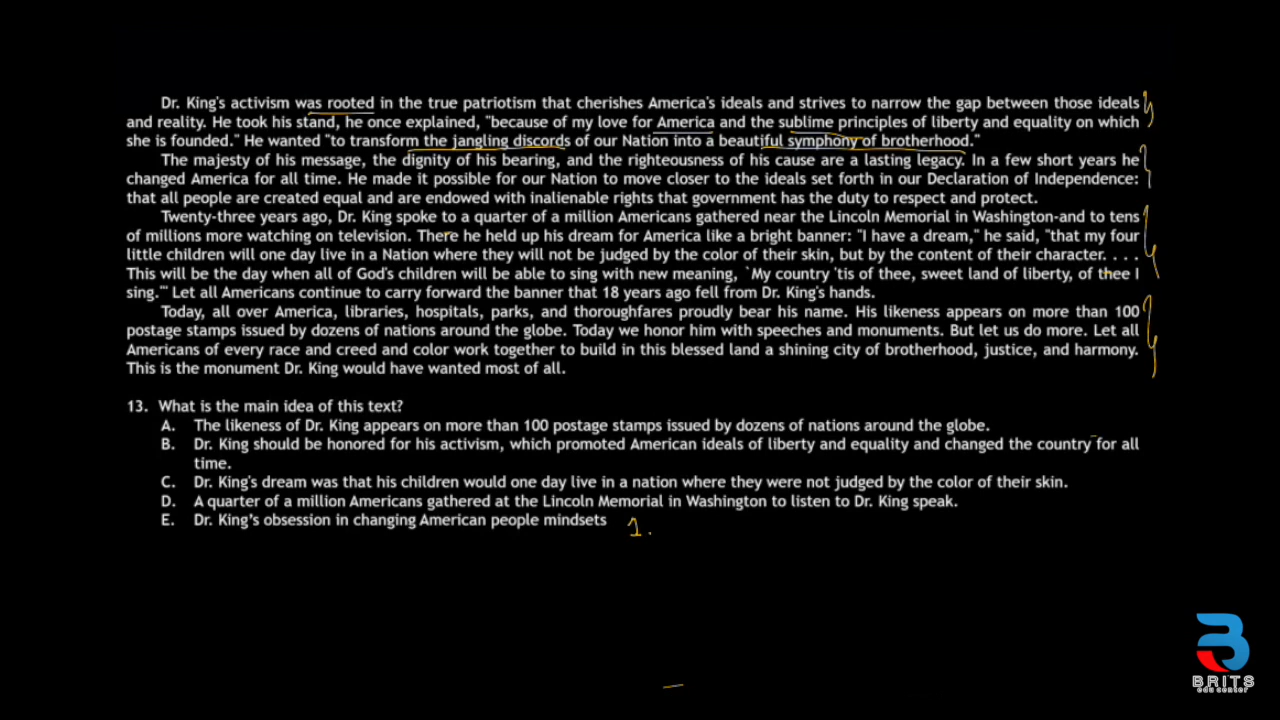 Dr. King's activism was rooted in the true patriotism that cherishes America's ideals and strives to narrow the gap between those ideals
and reality. He took his stand, he once explained, "because of my love for America and the sublime principles of liberty and equality on which
she is founded." He wanted "to transform the jangling discords of our Nation into a beautiful symphony of brotherhood."
The majesty of his message, the dignity of his bearing, and the righteousness of his cause are a lasting legacy. In a few short years he
changed America for all time. He made it possible for our Nation to move closer to the ideals set forth in our Declaration of Independence:
that all people are created equal and are endowed with inalienable rights that government has the duty to respect and protect.
Twenty-three years ago, Dr. King spoke to a quarter of a million Americans gathered near the Lincoln Memorial in Washington-and to tens
of millions more watching on television. There he held up his dream for America like a bright banner: "I have a dream," he said, "that my four
little children will one day live in a Nation where they will not be judged by the color of their skin, but by the content of their character. . . .
This will be the day when all of God's children will be able to sing with new meaning, `My country 'tis of thee, sweet land of liberty, of thee I
sing.'" Let all Americans continue to carry forward the banner that 18 years ago fell from Dr. King's hands.
Today, all over America, libraries, hospitals, parks, and thoroughfares proudly bear his name. His likeness appears on more than 100
postage stamps issued by dozens of nations around the globe. Today we honor him with speeches and monuments. But let us do more. Let all
Americans of every race and creed and color work together to build in this blessed land a shining city of brotherhood, justice, and harmony.
This is the monument Dr. King would have wanted most of all.
13. What is the main idea of this text?
A. The likeness of Dr. King appears on more than 100 postage stamps issued by dozens of nations around the globe.
B. Dr. King should be honored for his activism, which promoted American ideals of liberty and equality and changed the country for all
time.
C. Dr. King's dream was that his children would one day live in a nation where they were not judged by the color of their skin.
D. A quarter of a million Americans gathered at the Lincoln Memorial in Washington to listen to Dr. King speak.
E. Dr. King's obsession in changing American people mindsets
1.
BRITS
edu center